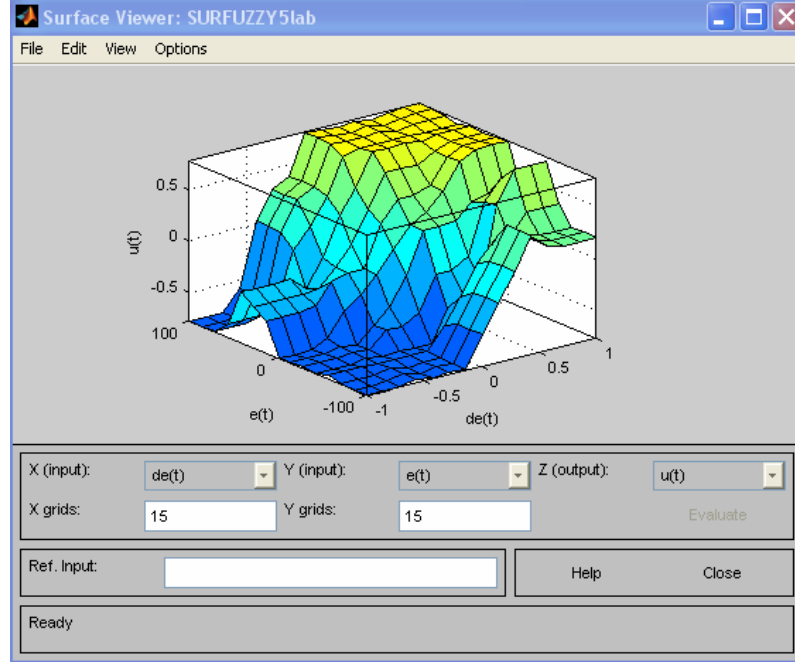 Surface Viewer: SURFUZZY5lab
File Edit View Options
0.5
0
-0.5
u(t)
100
0
-100
e(t)
-1
-0.5
0
0.5
1
de(t)
X (input): de(t) Y (input): e(t) Z (output): u(t)
X grids: 15 Y grids: 15 Evaluate
Ref. Input: Help Close
Ready